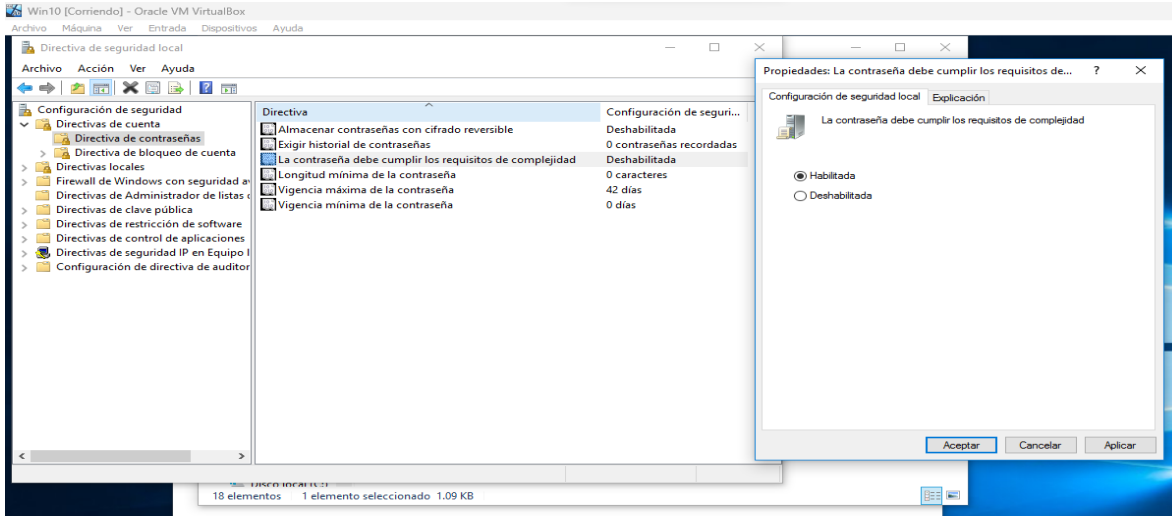 Win10 [Corriendo] - Oracle VM VirtualBox
Archivo Máquina Ver Entrada Dispositivos Ayuda
Directiva de seguridad local
Archivo Acción Ver Ayuda
Configuración de seguridad
Directivas de cuenta
Directiva de contraseñas
Directiva de bloqueo de cuenta
Directivas locales
Firewall de Windows con seguridad
Directivas de Administrador de listas
Directivas de clave pública
Directivas de restricción de software
Directivas de control de aplicaciones
Directivas de seguridad IP en Equipo
Configuración de directiva de auditor
Directiva Configuración de seguri...
Almacenar contraseñas con cifrado reversible Deshabilitada
Exigir historial de contraseñas 0 contraseñas recordadas
La contraseña debe cumplir los requisitos de complejidad Deshabilitada
Longitud mínima de la contraseña 0 caracteres
Vigencia máxima de la contraseña 42 días
Vigencia mínima de la contraseña 0 días
Propiedades: La contraseña debe cumplir los requisitos de... ?
Configuración de seguridad local Explicación
La contraseña debe cumplir los requisitos de complejidad
Habilitada
Deshabilitada
Aceptar Cancelar Aplicar
Disco local (C:)
18 elementos 1 elemento seleccionado 1.09 KB